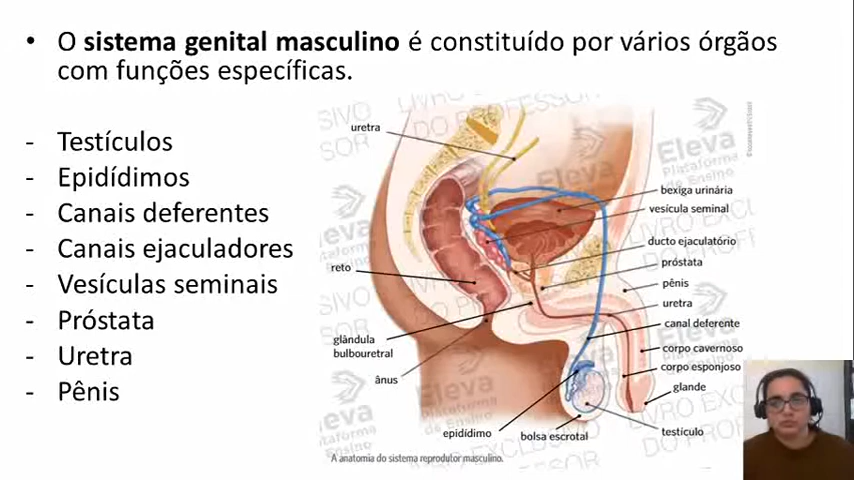 • O sistema genital masculino é constituído por vários órgãos
com funções específicas.
- Testículos
- Epidídimos
- Canais deferentes
- Canais ejaculadores
- Vesículas seminais
- Próstata
- Uretra
- Pênis
uretra
bexiga urinária
vesícula seminal
ducto ejaculatório
reto
próstata
pênis
uretra
glândula
bulbouretral
canal deferente
corpo cavernoso
corpo esponjoso
ânus
glande
epidídimo
bolsa escrotal
testículo
A anatomia do sistema reprodutor masculino.
LIVRO EXCLUSIVO
DO PROFESSOR
Eleva
Plataforma
de Ensino